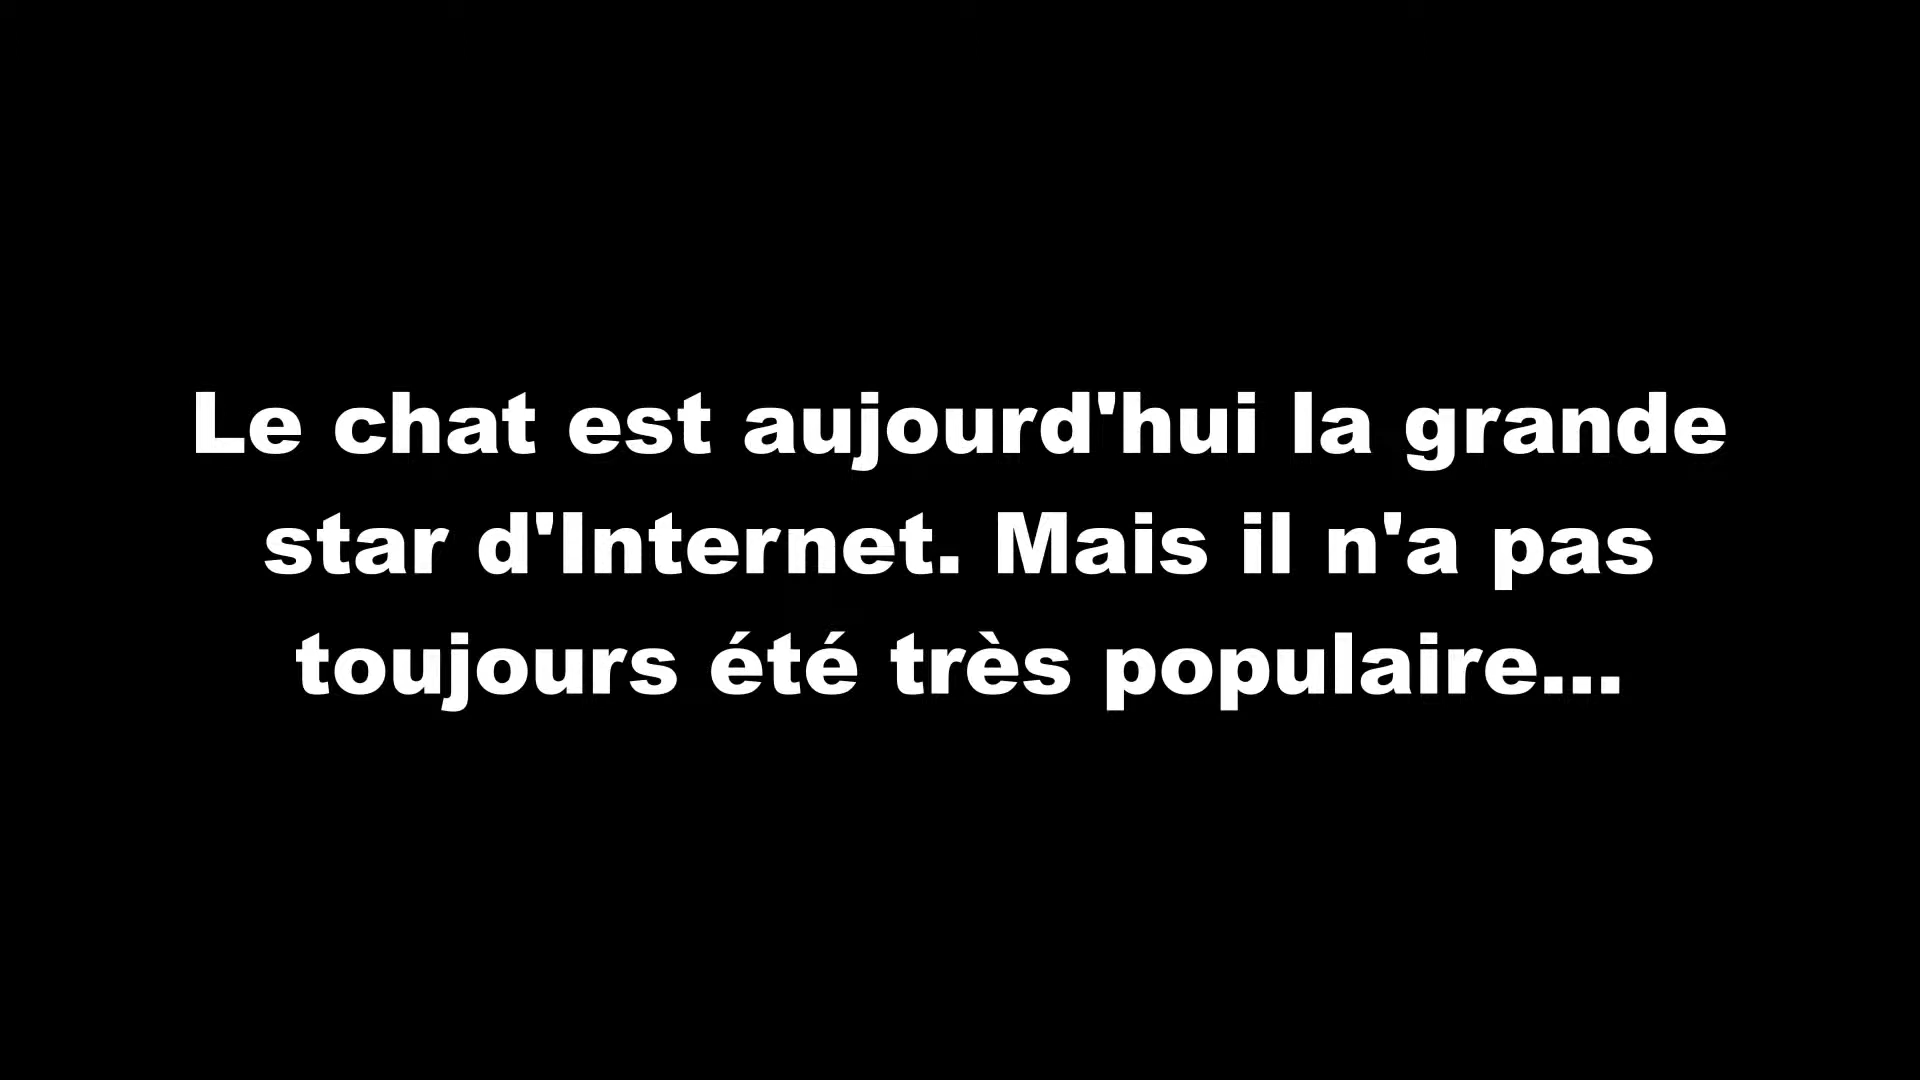 Le chat est aujourd'hui la grande
star d'Internet. Mais il n'a pas
toujours été très populaire...